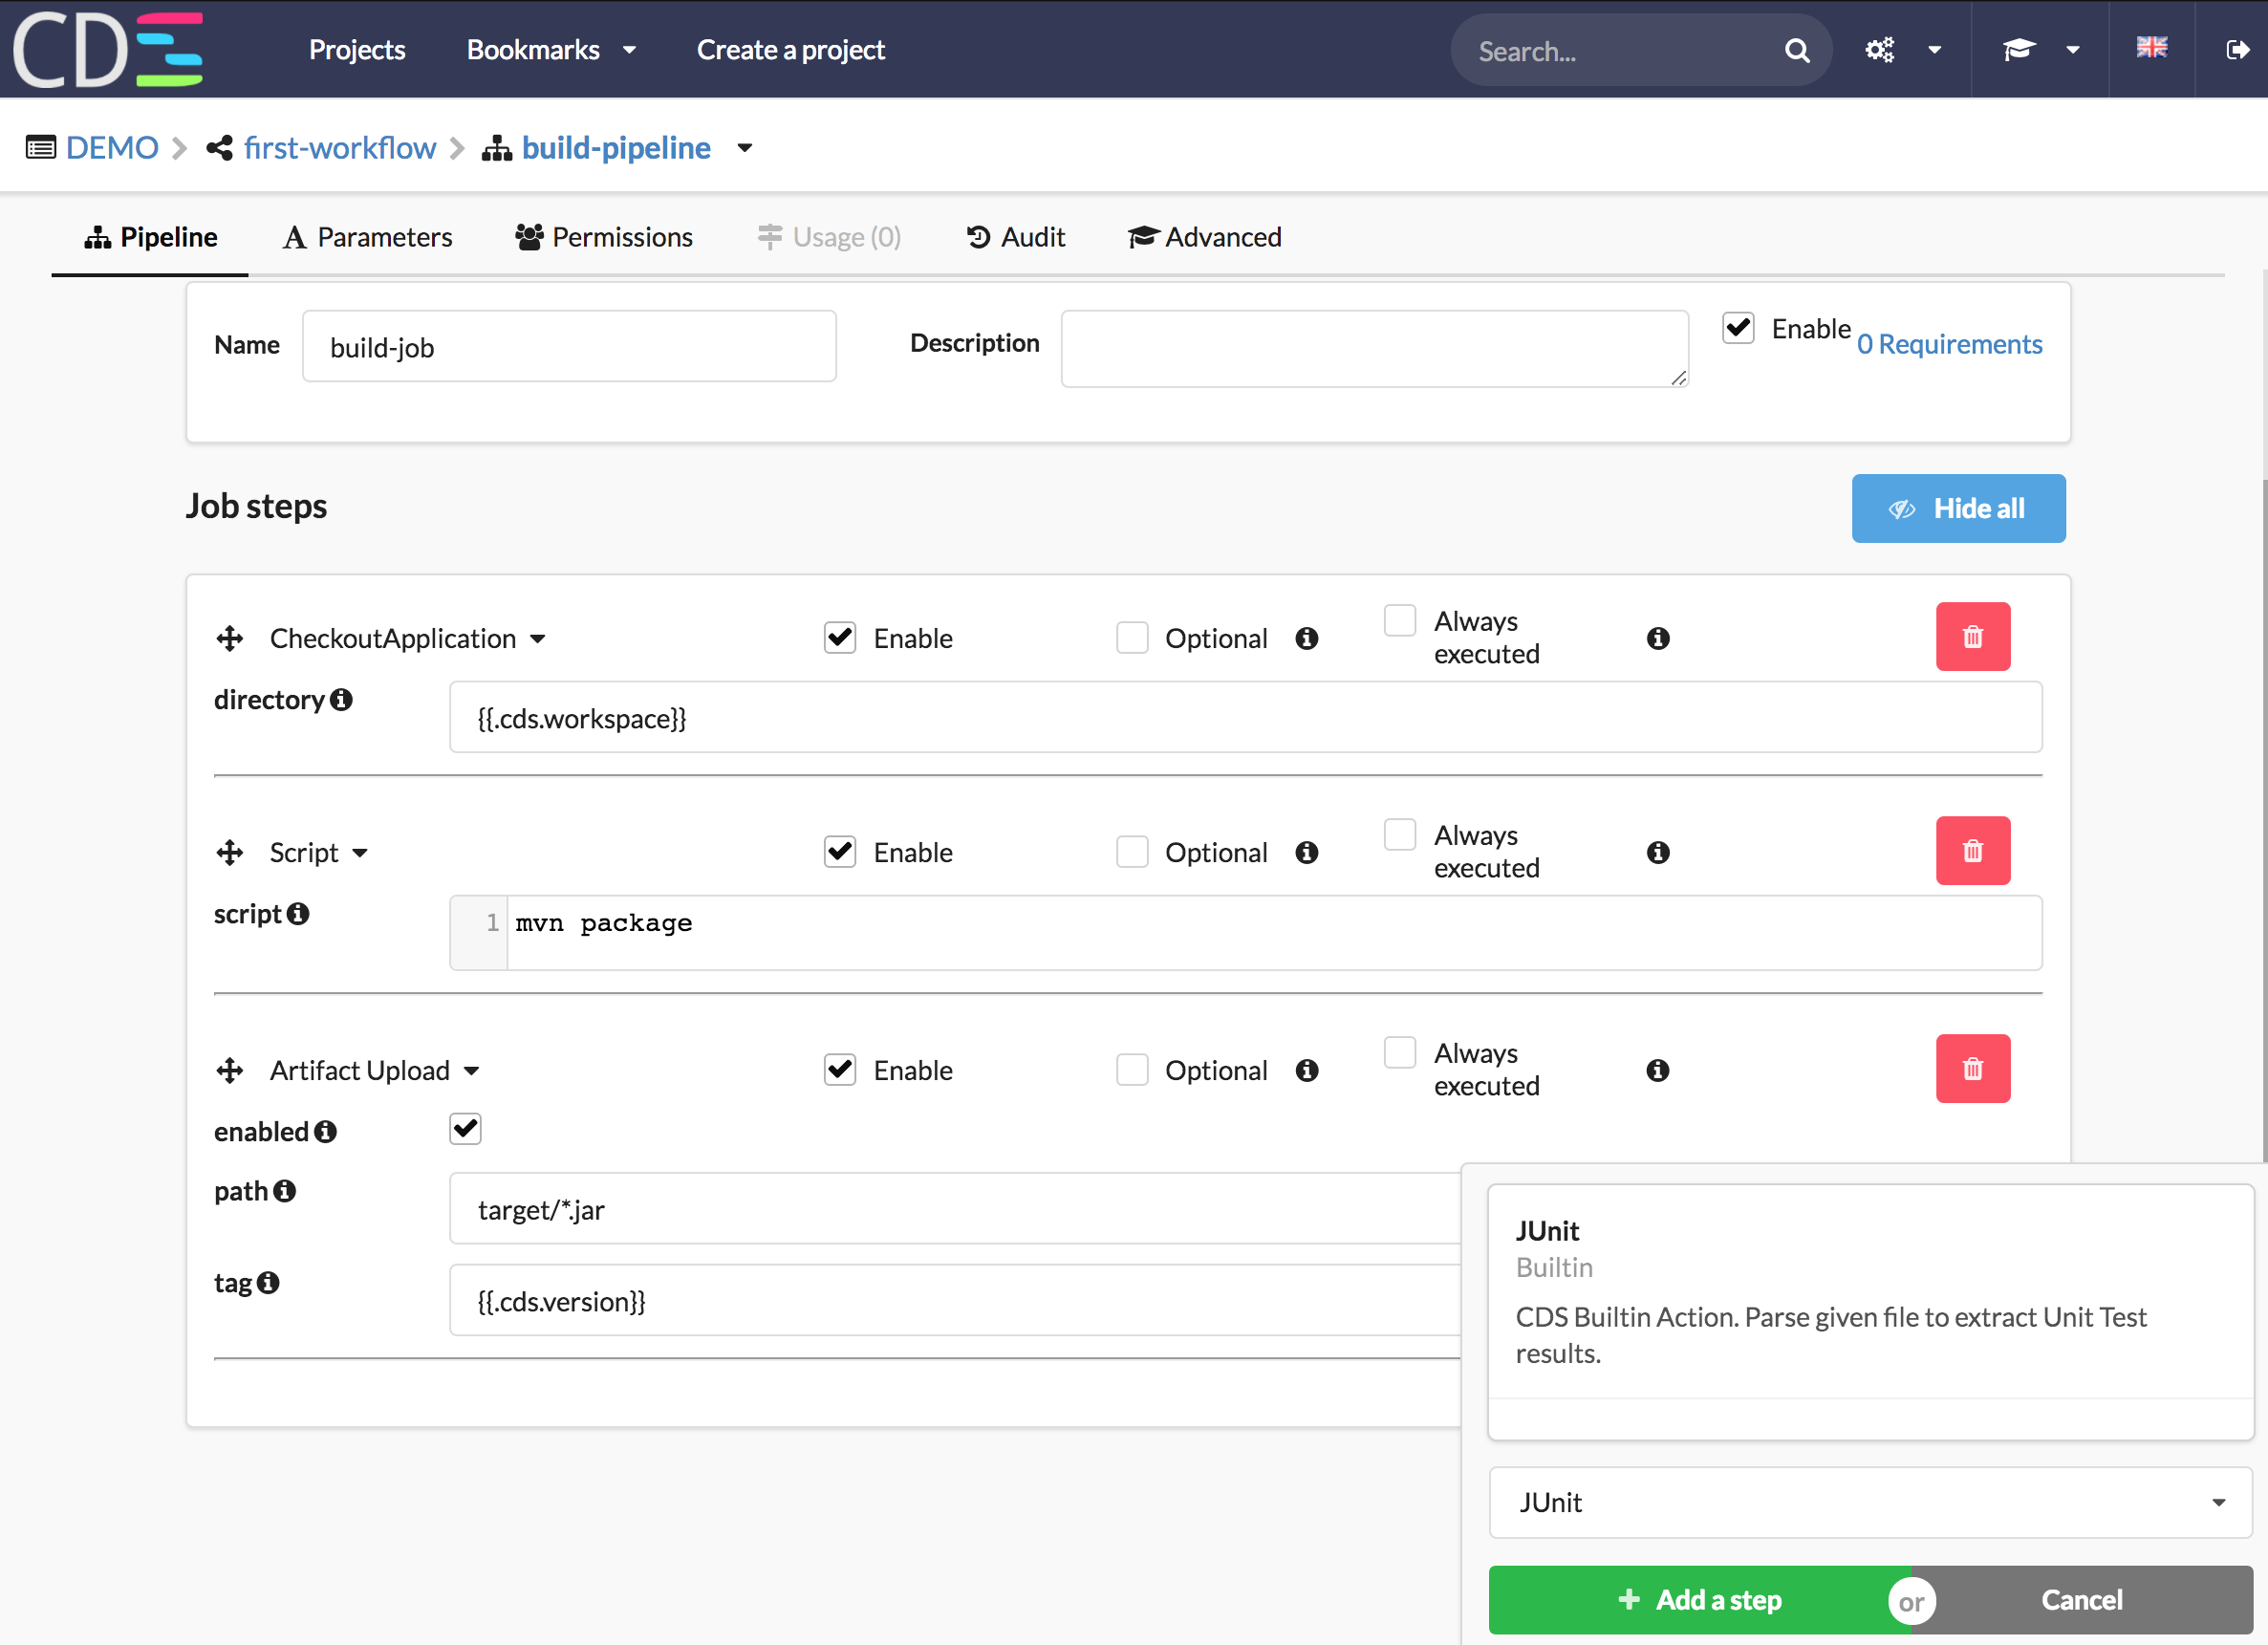 CDS
Projects
Bookmarks
Create a project
Search...
DEMO
first-workflow
build-pipeline
Pipeline
Parameters
Permissions
Usage (0)
Audit
Advanced
Name
build-job
Description
Enable
0 Requirements
Job steps
Hide all
CheckoutApplication
Enable
Optional
Always
executed
directory
{{.cds.workspace}}
Script
Enable
Optional
Always
executed
script
1
mvn package
Artifact Upload
Enable
Optional
Always
executed
enabled
path
target/*.jar
tag
{{.cds.version}}
JUnit
Builtin
CDS Builtin Action. Parse given file to extract Unit Test
results.
JUnit
Add a step
or
Cancel